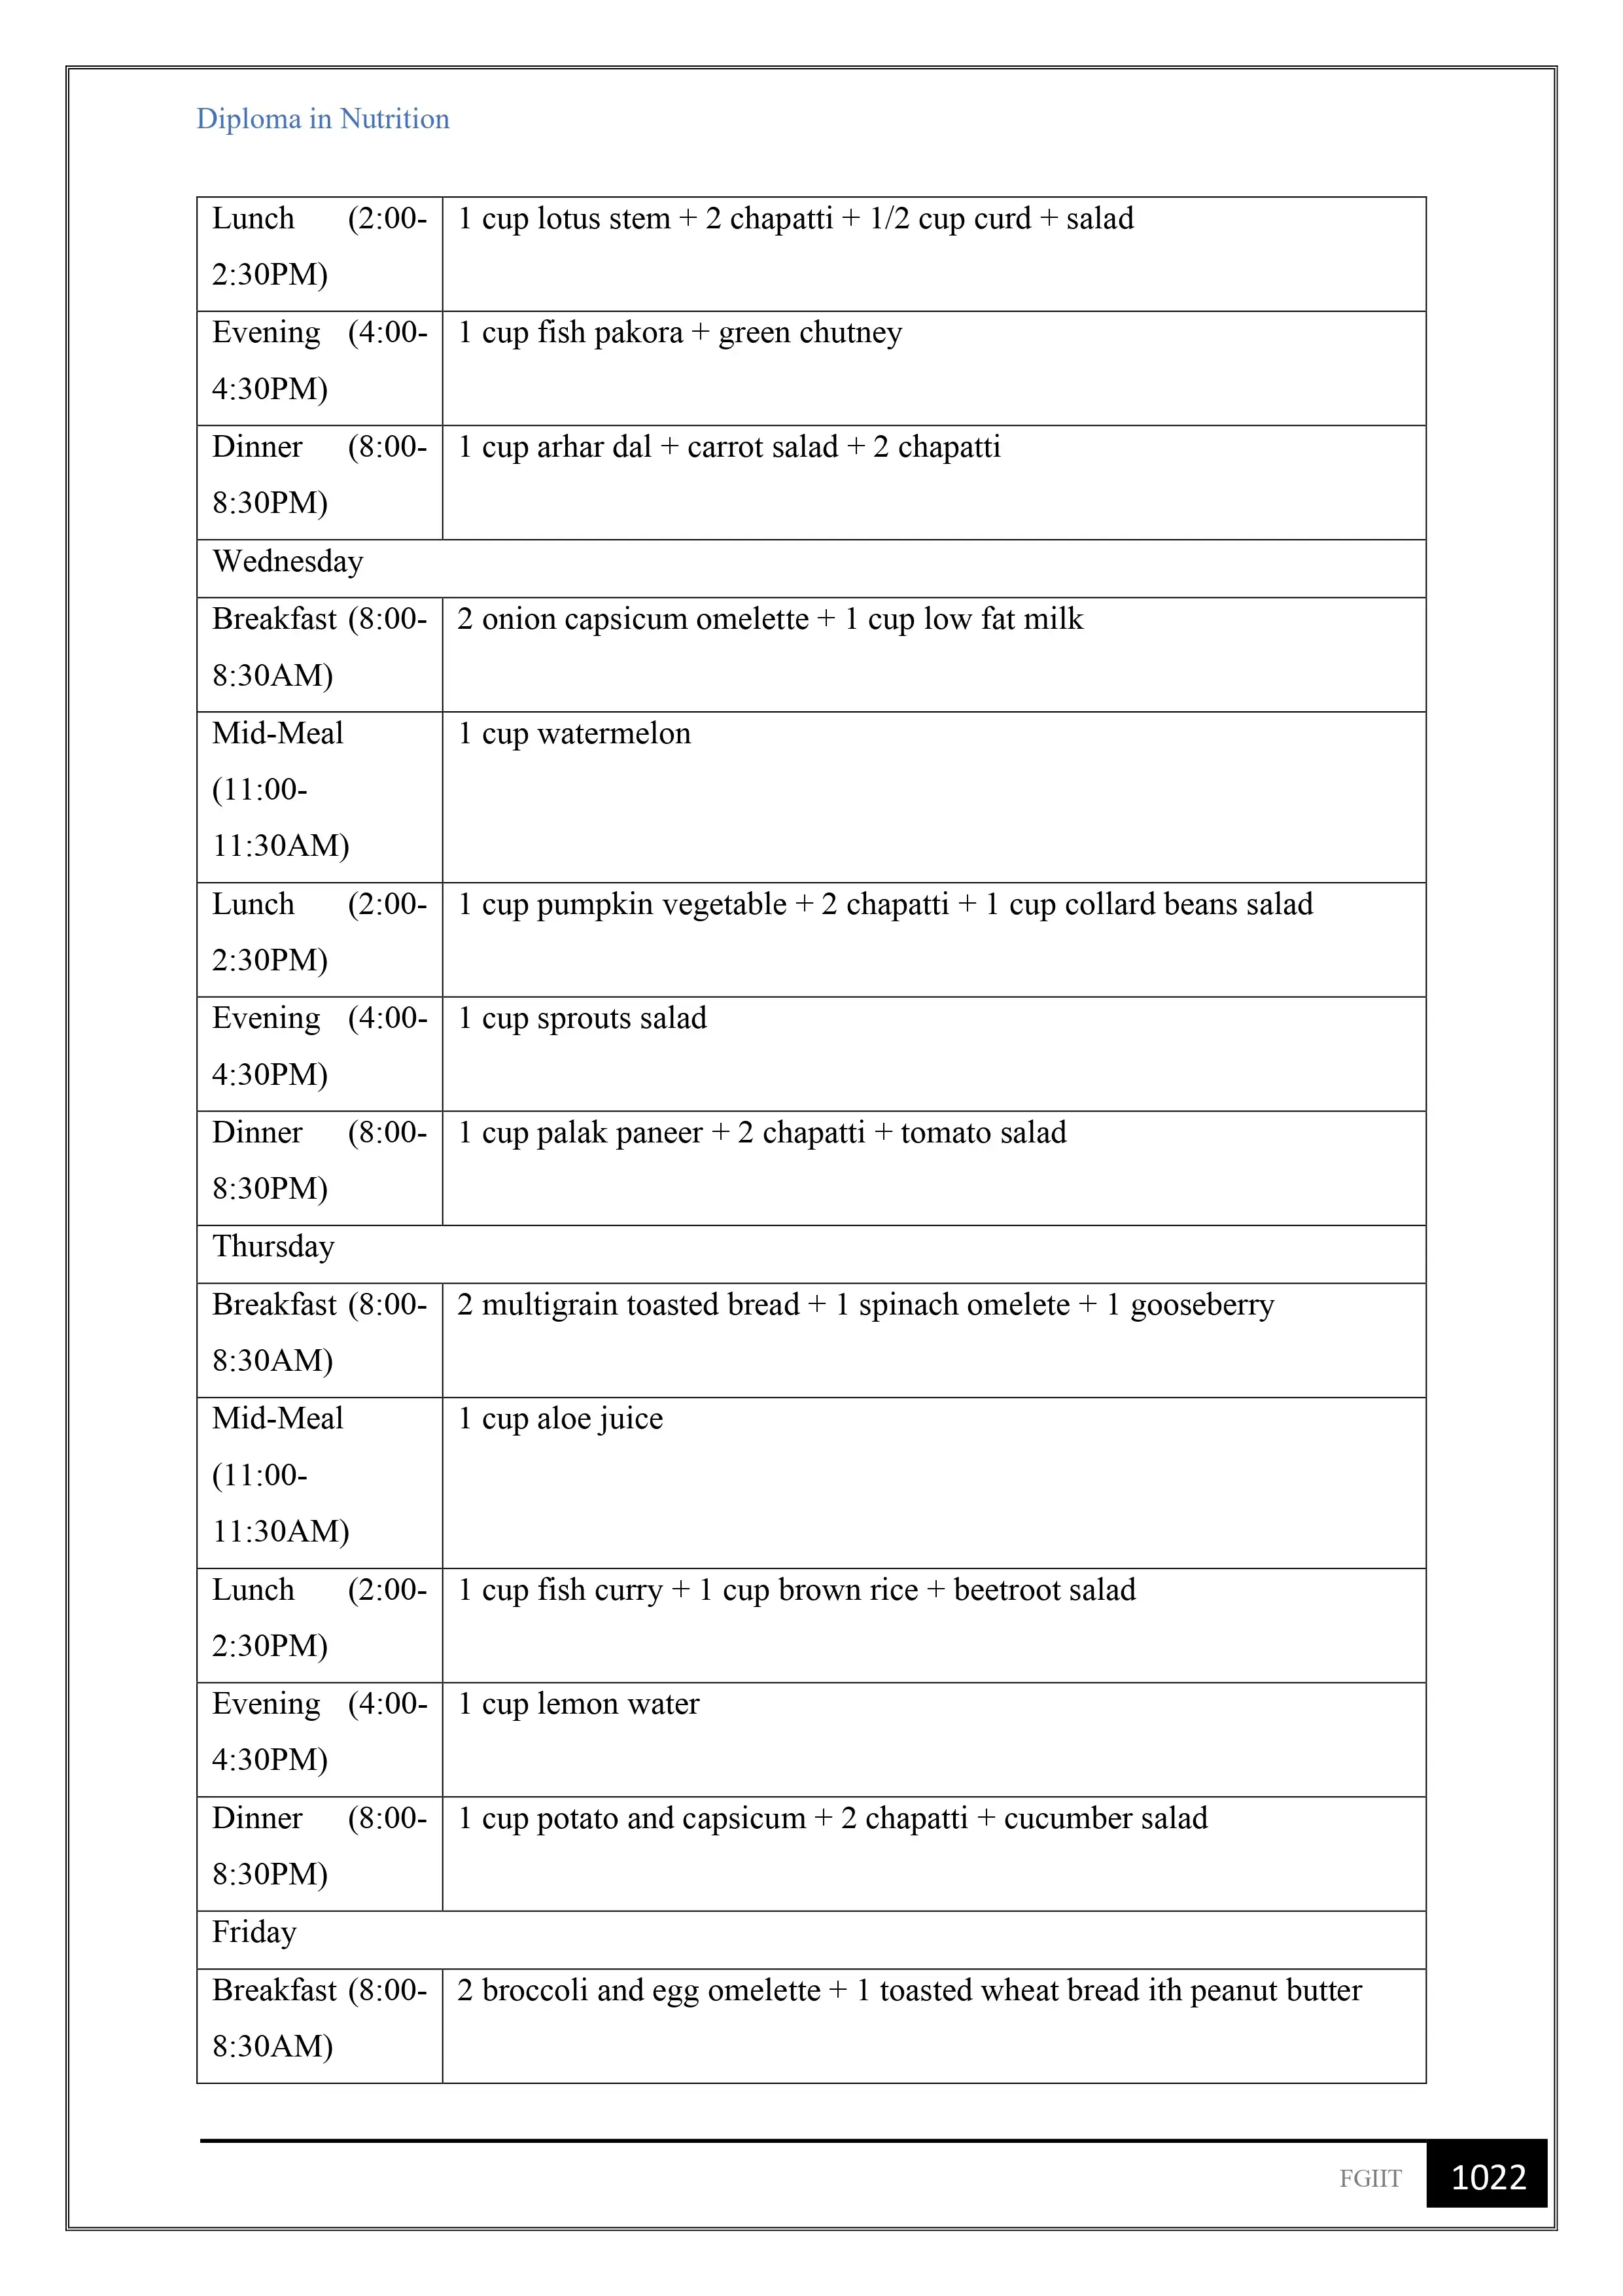 Diploma in Nutrition
Lunch (2:00-
2:30PM)
1 cup lotus stem + 2 chapatti + 1/2 cup curd + salad
Evening (4:00-
4:30PM)
1 cup fish pakora + green chutney
Dinner (8:00-
8:30PM)
1 cup arhar dal + carrot salad + 2 chapatti
Wednesday
Breakfast (8:00-
8:30AM)
2 onion capsicum omelette + 1 cup low fat milk
Mid-Meal
(11:00-
11:30AM)
1 cup watermelon
Lunch (2:00-
2:30PM)
1 cup pumpkin vegetable + 2 chapatti + 1 cup collard beans salad
Evening (4:00-
4:30PM)
1 cup sprouts salad
Dinner (8:00-
8:30PM)
1 cup palak paneer + 2 chapatti + tomato salad
Thursday
Breakfast (8:00-
8:30AM)
2 multigrain toasted bread + 1 spinach omelete + 1 gooseberry
Mid-Meal
(11:00-
11:30AM)
1 cup aloe juice
Lunch (2:00-
2:30PM)
1 cup fish curry + 1 cup brown rice + beetroot salad
Evening (4:00-
4:30PM)
1 cup lemon water
Dinner (8:00-
8:30PM)
1 cup potato and capsicum + 2 chapatti + cucumber salad
Friday
Breakfast (8:00-
8:30AM)
2 broccoli and egg omelette + 1 toasted wheat bread ith peanut butter
FGIIT 1022